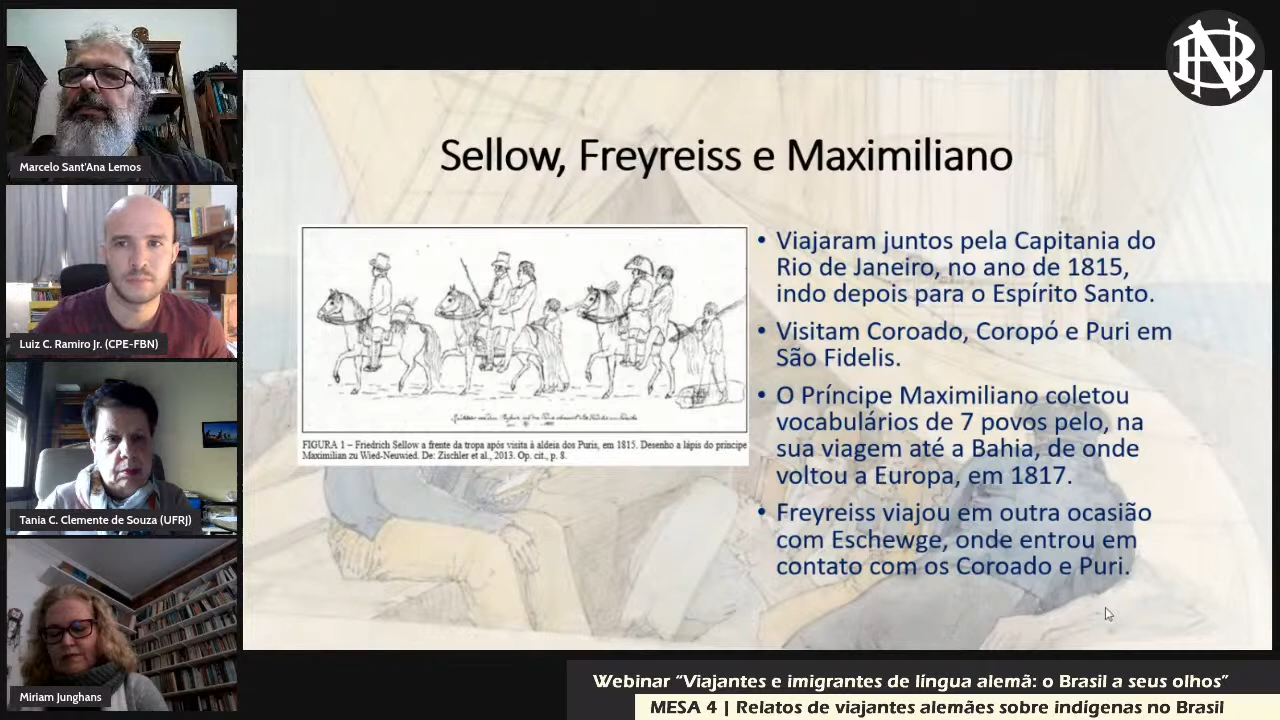 Marcelo Sant'Ana Lemos
Luiz C. Ramiro Jr. (CPE-FBN)
Tania C. Clemente de Souza (UFRJ)
Miriam Junghans
Sellow, Freyreiss e Maximiliano
FIGURA 1 – Friedrich Sellow a frente da tropa após visita à aldeia dos Puris, em 1815. Desenho a lápis do príncipe
Maximilian zu Wied-Neuwied. De: Zischler et al., 2013. Op. cit., p. 8.
• Viajaram juntos pela Capitania do
Rio de Janeiro, no ano de 1815,
indo depois para o Espírito Santo.
• Visitam Coroado, Coropó e Puri em
São Fidelis.
• O Príncipe Maximiliano coletou
vocabulários de 7 povos pelo, na
sua viagem até a Bahia, de onde
voltou a Europa, em 1817.
• Freyreiss viajou em outra ocasião
com Eschewge, onde entrou em
contato com os Coroado e Puri.
BN
Webinar “Viajantes e imigrantes de língua alemã: o Brasil a seus olhos”
MESA 4 | Relatos de viajantes alemães sobre indígenas no Brasil